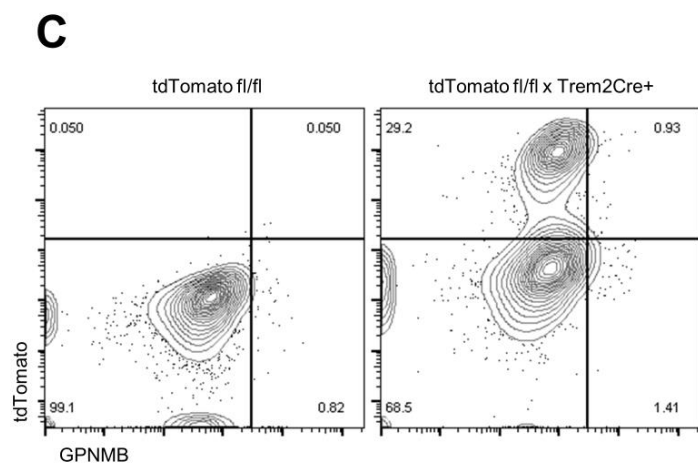 C
tdTomato fl/fl
tdTomato fl/fl x Trem2Cre+
0.050 0.050
29.2 0.93
tdTomato
99.1 0.82
68.5 1.41
GPNMB